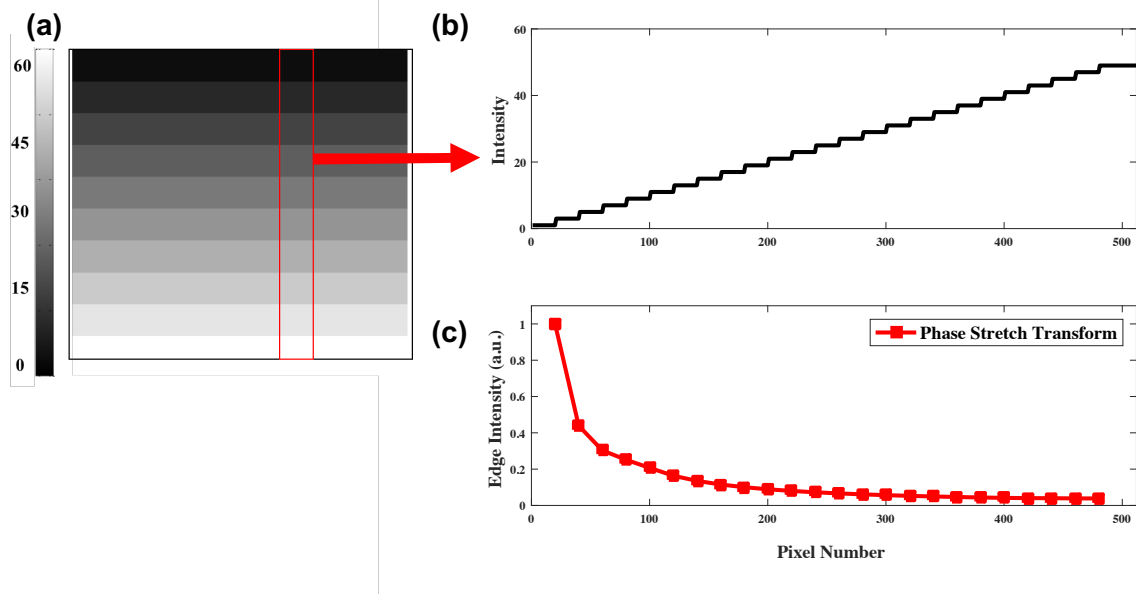 (a)
60
45
30
15
0
(b)
60
40
20
0
Intensity
0 100 200 300 400 500
(c)
1
0.8
0.6
0.4
0.2
0
Edge Intensity (a.u.)
Phase Stretch Transform
0 100 200 300 400 500
Pixel Number